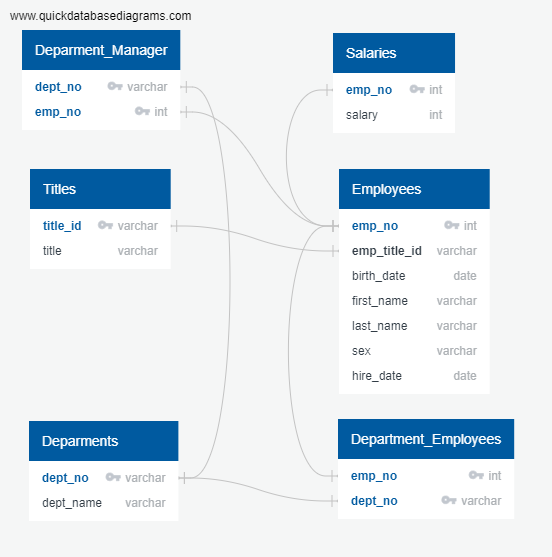 www.quickdatabasediagrams.com
Deparment_Manager
dept_no varchar
emp_no int
Salaries
emp_no int
salary int
Titles
title_id varchar
title varchar
Employees
emp_no int
emp_title_id varchar
birth_date date
first_name varchar
last_name varchar
sex varchar
hire_date date
Deparments
dept_no varchar
dept_name varchar
Department_Employees
emp_no int
dept_no varchar